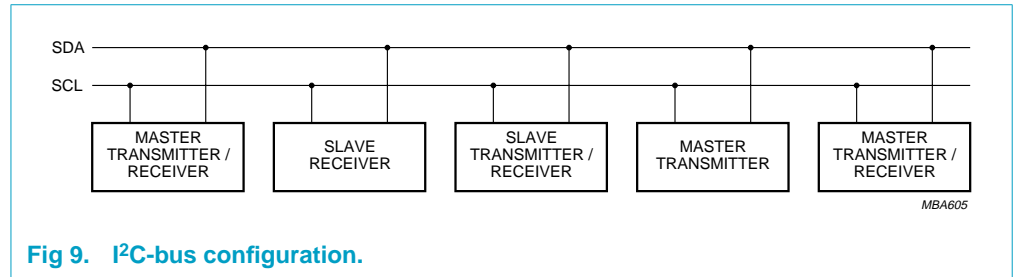 SDA
SCL
MASTER
TRANSMITTER /
RECEIVER
SLAVE
RECEIVER
SLAVE
TRANSMITTER /
RECEIVER
MASTER
TRANSMITTER
MASTER
TRANSMITTER /
RECEIVER
MBA605
Fig 9. I²C-bus configuration.